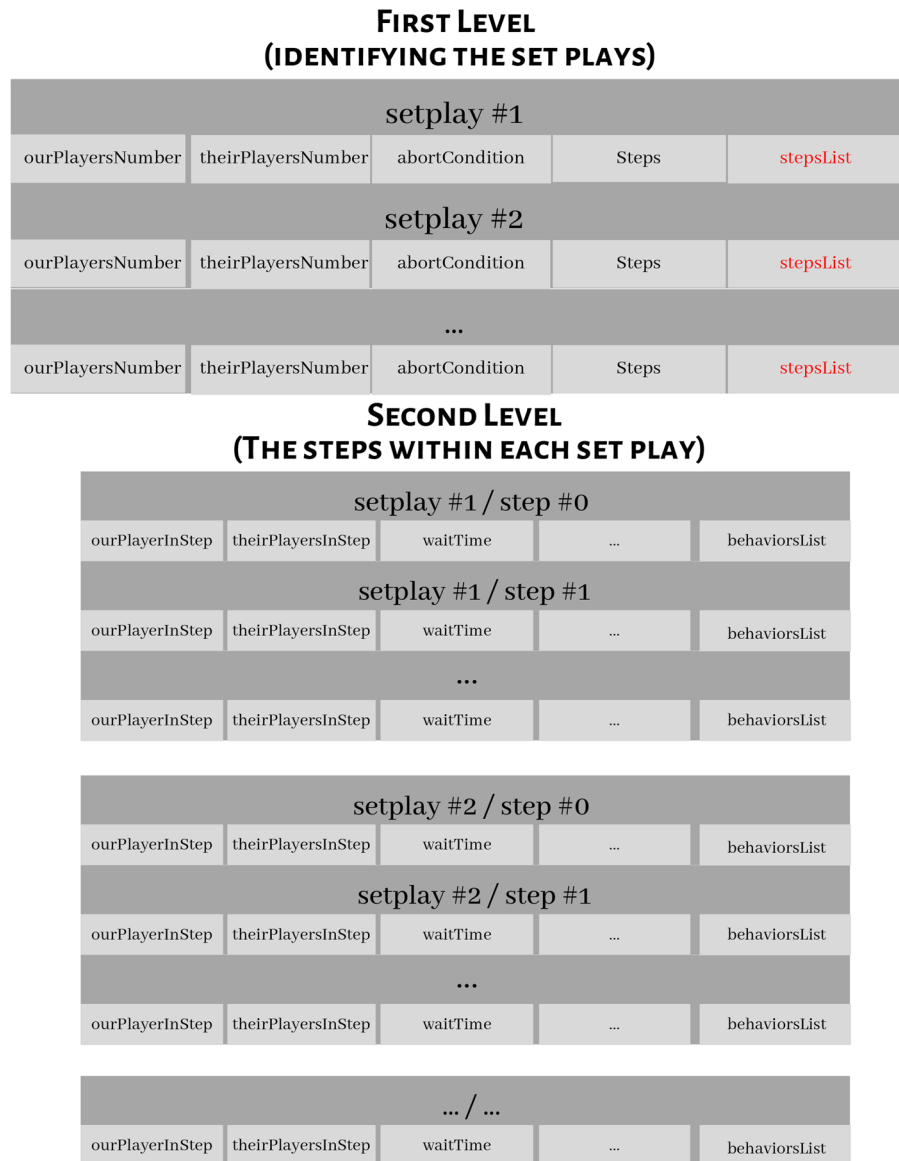 First Level
(identifying the set plays)
setplay #1
ourPlayersNumber theirPlayersNumber abortCondition Steps stepsList
setplay #2
ourPlayersNumber theirPlayersNumber abortCondition Steps stepsList
...
ourPlayersNumber theirPlayersNumber abortCondition Steps stepsList
Second Level
(The steps within each set play)
setplay #1 / step #0
ourPlayerInStep theirPlayersInStep waitTime ... behaviorsList
setplay #1 / step #1
ourPlayerInStep theirPlayersInStep waitTime ... behaviorsList
...
ourPlayerInStep theirPlayersInStep waitTime ... behaviorsList
setplay #2 / step #0
ourPlayerInStep theirPlayersInStep waitTime ... behaviorsList
setplay #2 / step #1
ourPlayerInStep theirPlayersInStep waitTime ... behaviorsList
...
ourPlayerInStep theirPlayersInStep waitTime ... behaviorsList
... / ...
ourPlayerInStep theirPlayersInStep waitTime ... behaviorsList